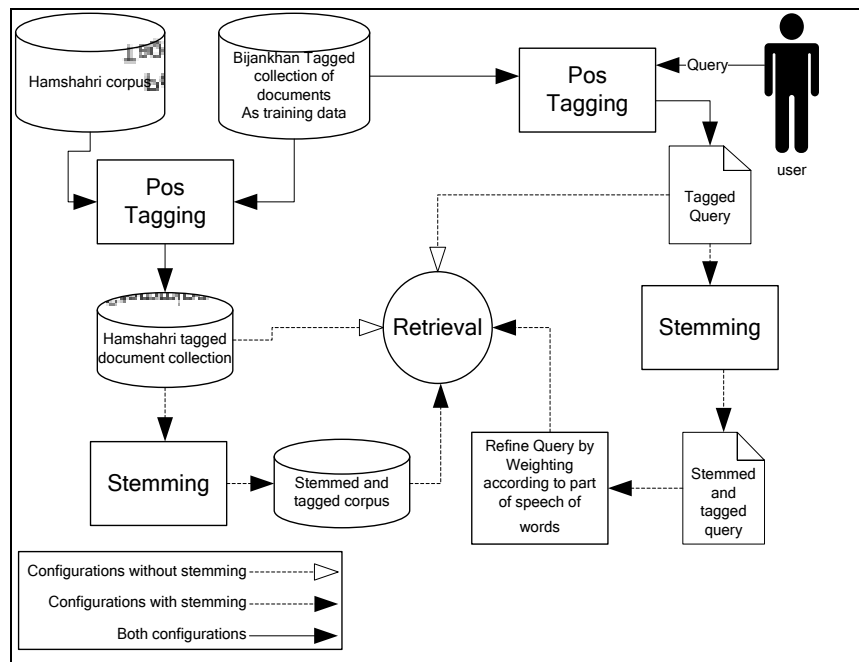 Hamshahri corpus
Bijankhan Tagged
collection of
documents
As training data
Pos
Tagging
Query
user
Pos
Tagging
Tagged
Query
Hamshahri tagged
document collection
Retrieval
Stemming
Stemming
Stemmed and
tagged corpus
Refine Query by
Weighting
according to part
of speech of
words
Stemmed
and
tagged
query
Configurations without stemming
Configurations with stemming
Both configurations